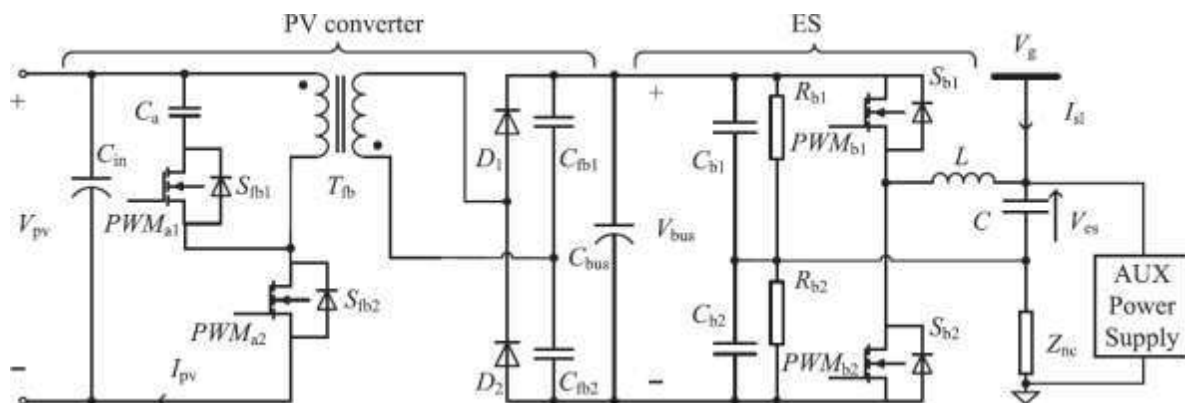 PV converter
ES
V_g
+
C_a
C_in
S_fb1
PWM_a1
V_pv
T_fb
PWM_a2
S_fb2
I_pv
−
D_1
C_fb1
C_bus
V_bus
D_2
C_fb2
+
−
C_b1
R_b1
PWM_b1
S_b1
I_sl
L
C
V_es
C_b2
R_b2
PWM_b2
S_b2
Z_nc
AUX
Power
Supply